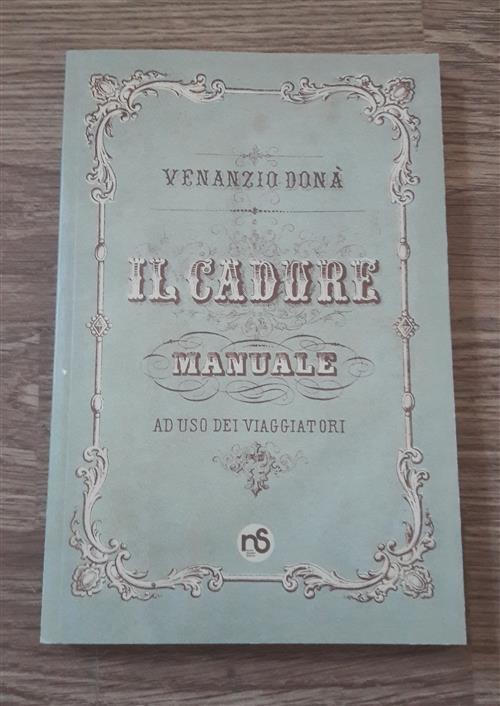 VENANZIO DONÀ
IL CADORE
MANUALE
AD USO DEI VIAGGIATORI
nS